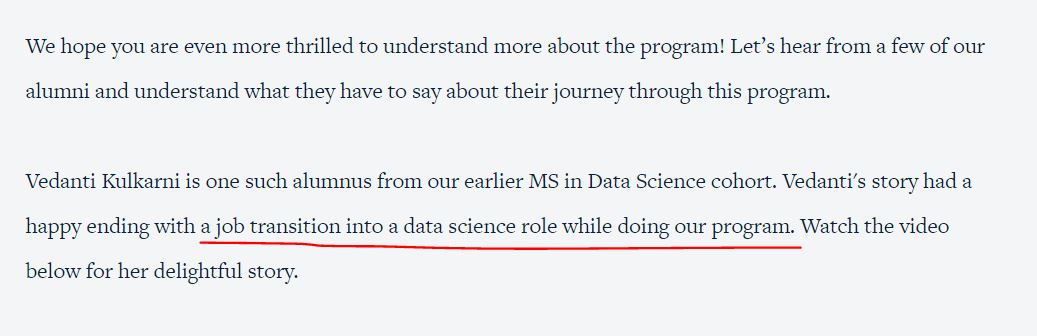 We hope you are even more thrilled to understand more about the program! Let’s hear from a few of our
alumni and understand what they have to say about their journey through this program.
Vedanti Kulkarni is one such alumnus from our earlier MS in Data Science cohort. Vedanti's story had a
happy ending with a job transition into a data science role while doing our program. Watch the video
below for her delightful story.